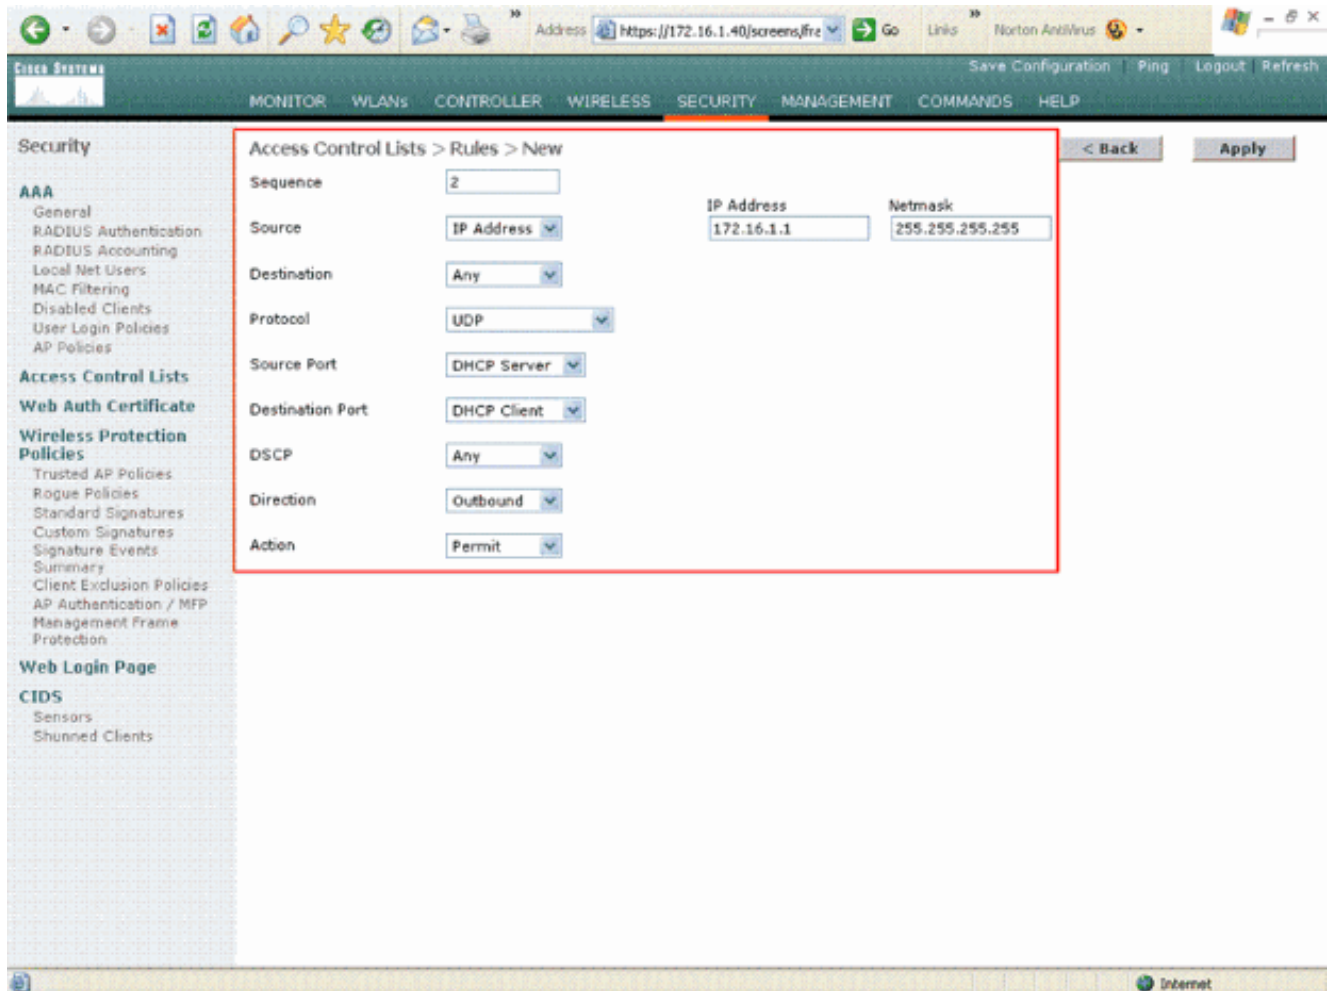 Address https://172.16.1.40/screens/fra Go Links Norton AntiVirus
CISCO SYSTEMS
Save Configuration Ping Logout Refresh
MONITOR WLANs CONTROLLER WIRELESS SECURITY MANAGEMENT COMMANDS HELP
Security
AAA
General
RADIUS Authentication
RADIUS Accounting
Local Net Users
MAC Filtering
Disabled Clients
User Login Policies
AP Policies
Access Control Lists
Web Auth Certificate
Wireless Protection
Policies
Trusted AP Policies
Rogue Policies
Standard Signatures
Custom Signatures
Signature Events
Summary
Client Exclusion Policies
AP Authentication / MFP
Management Frame
Protection
Web Login Page
CIDS
Sensors
Shunned Clients
Access Control Lists > Rules > New
< Back Apply
Sequence 2
IP Address Netmask
Source IP Address 172.16.1.1 255.255.255.255
Destination Any
Protocol UDP
Source Port DHCP Server
Destination Port DHCP Client
DSCP Any
Direction Outbound
Action Permit
Internet